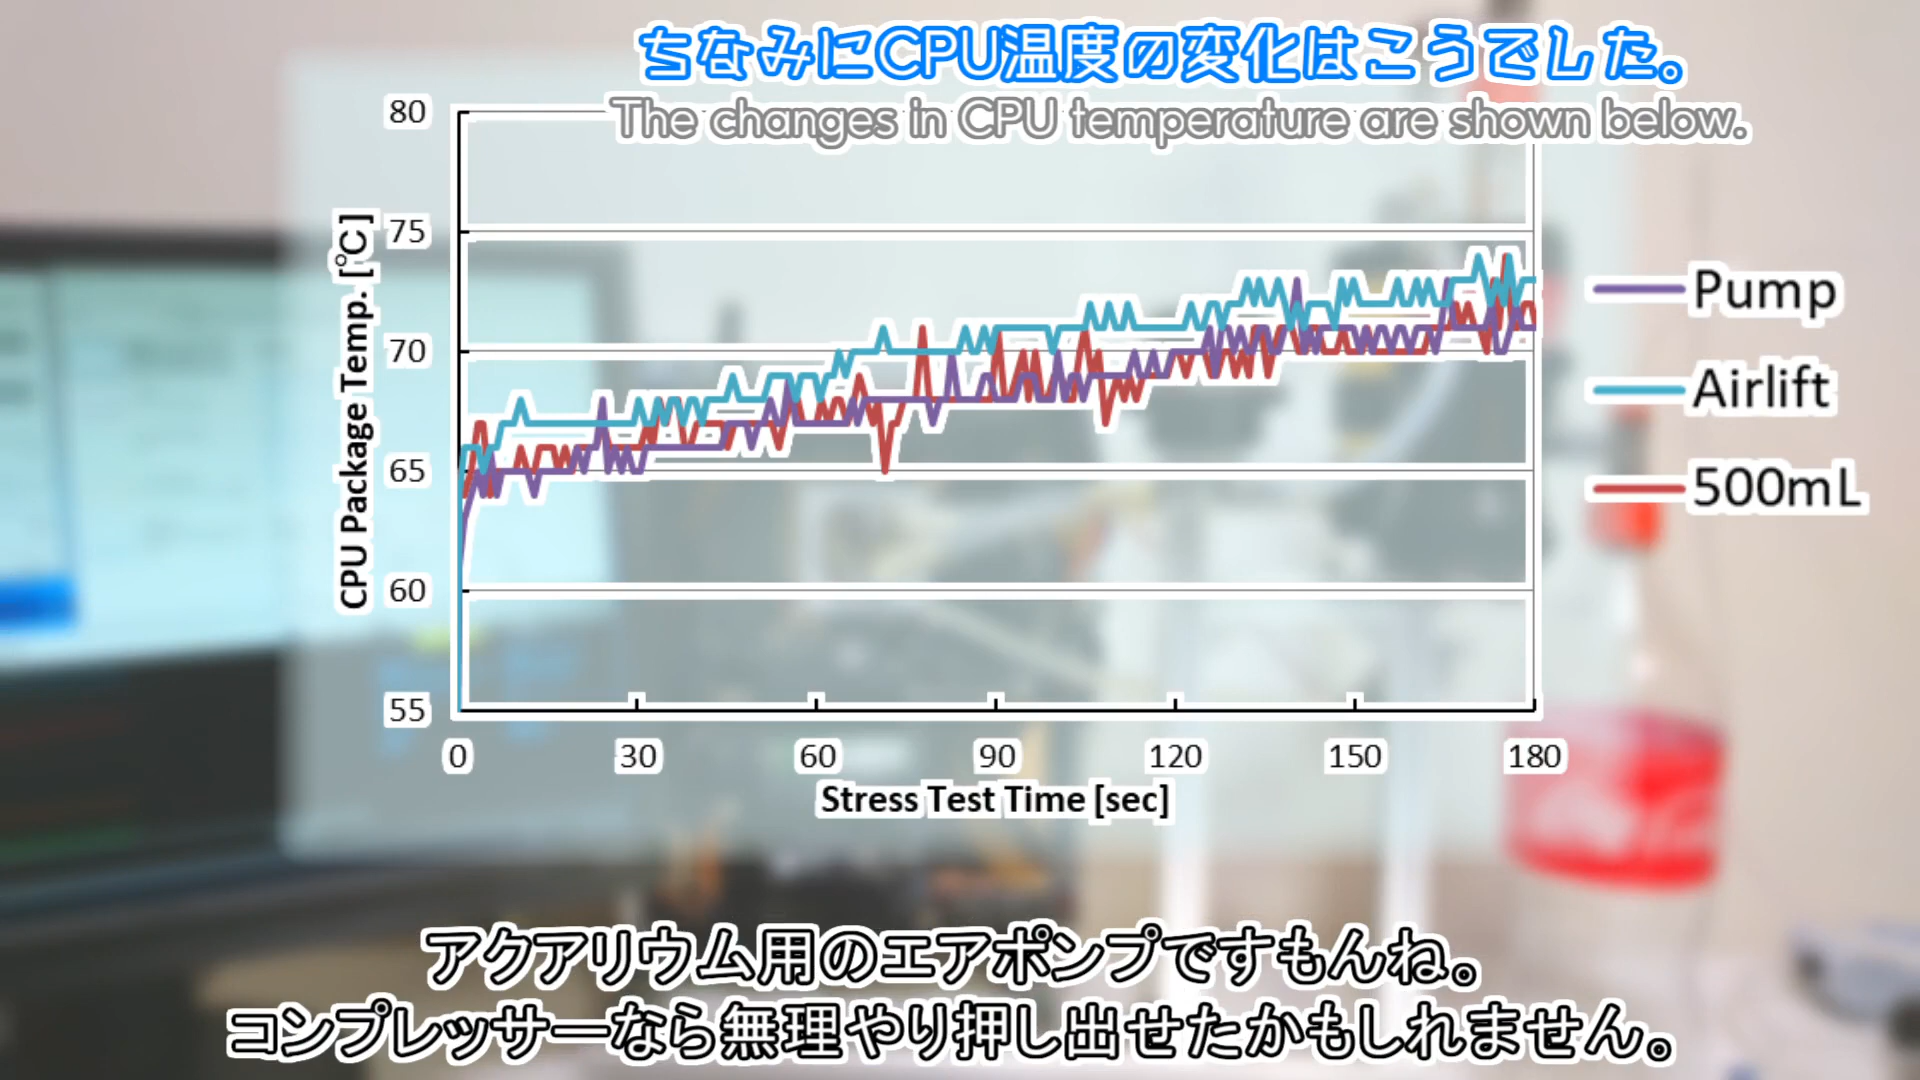 ちなみにCPU温度の変化はこうでした。
The changes in CPU temperature are shown below.
80
75
70
65
60
55
CPU Package Temp. [℃]
0 30 60 90 120 150 180
Stress Test Time [sec]
Pump
Airlift
500mL
アクアリウム用のエアポンプですもんね。
コンプレッサーなら無理やり押し出せたかもしれません。